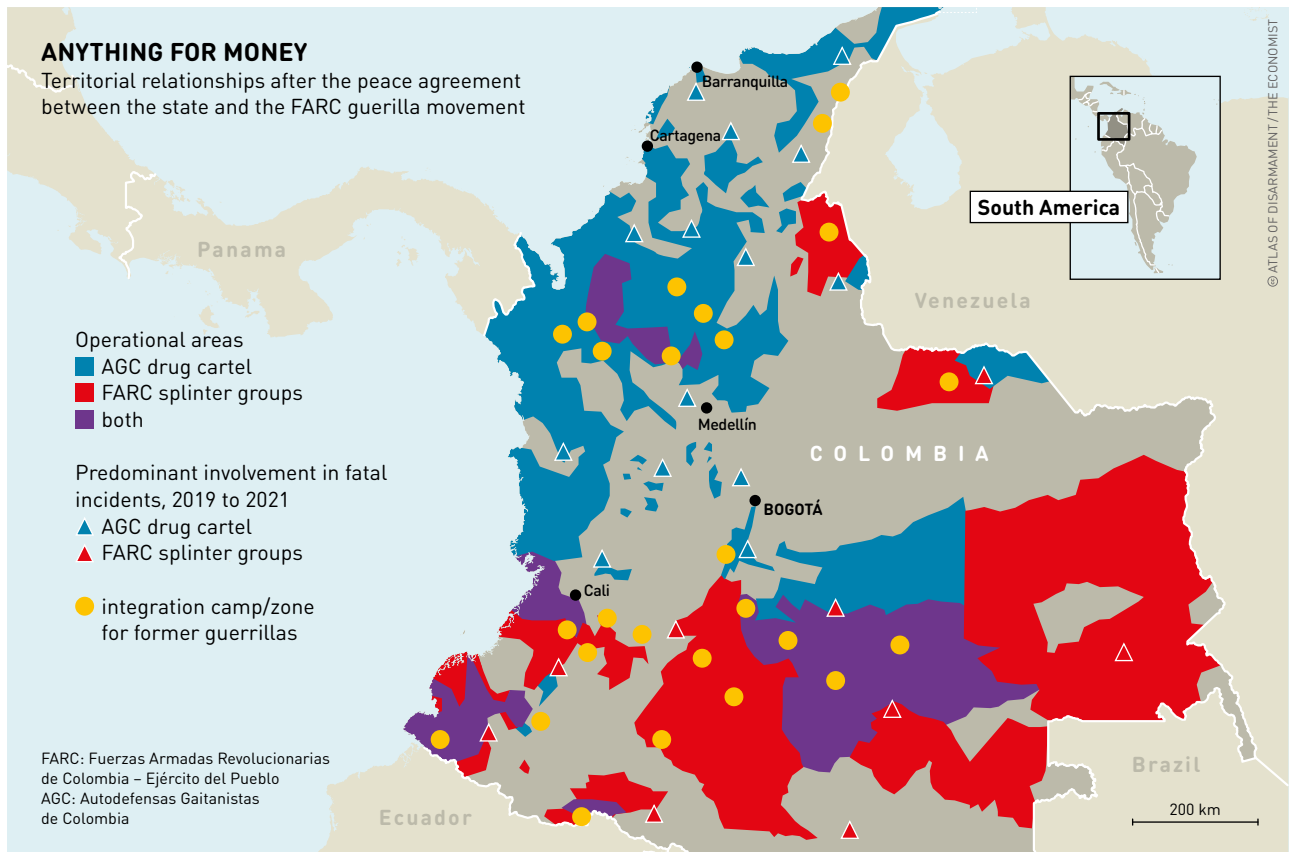 ANYTHING FOR MONEY
Territorial relationships after the peace agreement
between the state and the FARC guerilla movement
© ATLAS OF DISARMAMENT / THE ECONOMIST
Barranquilla
Cartagena
South America
Panama
Venezuela
Operational areas
AGC drug cartel
FARC splinter groups
both
Medellín
COLOMBIA
Predominant involvement in fatal
incidents, 2019 to 2021
AGC drug cartel
FARC splinter groups
BOGOTÁ
integration camp/zone
for former guerrillas
Cali
FARC: Fuerzas Armadas Revolucionarias
de Colombia – Ejército del Pueblo
AGC: Autodefensas Gaitanistas
de Colombia
Ecuador
Brazil
200 km